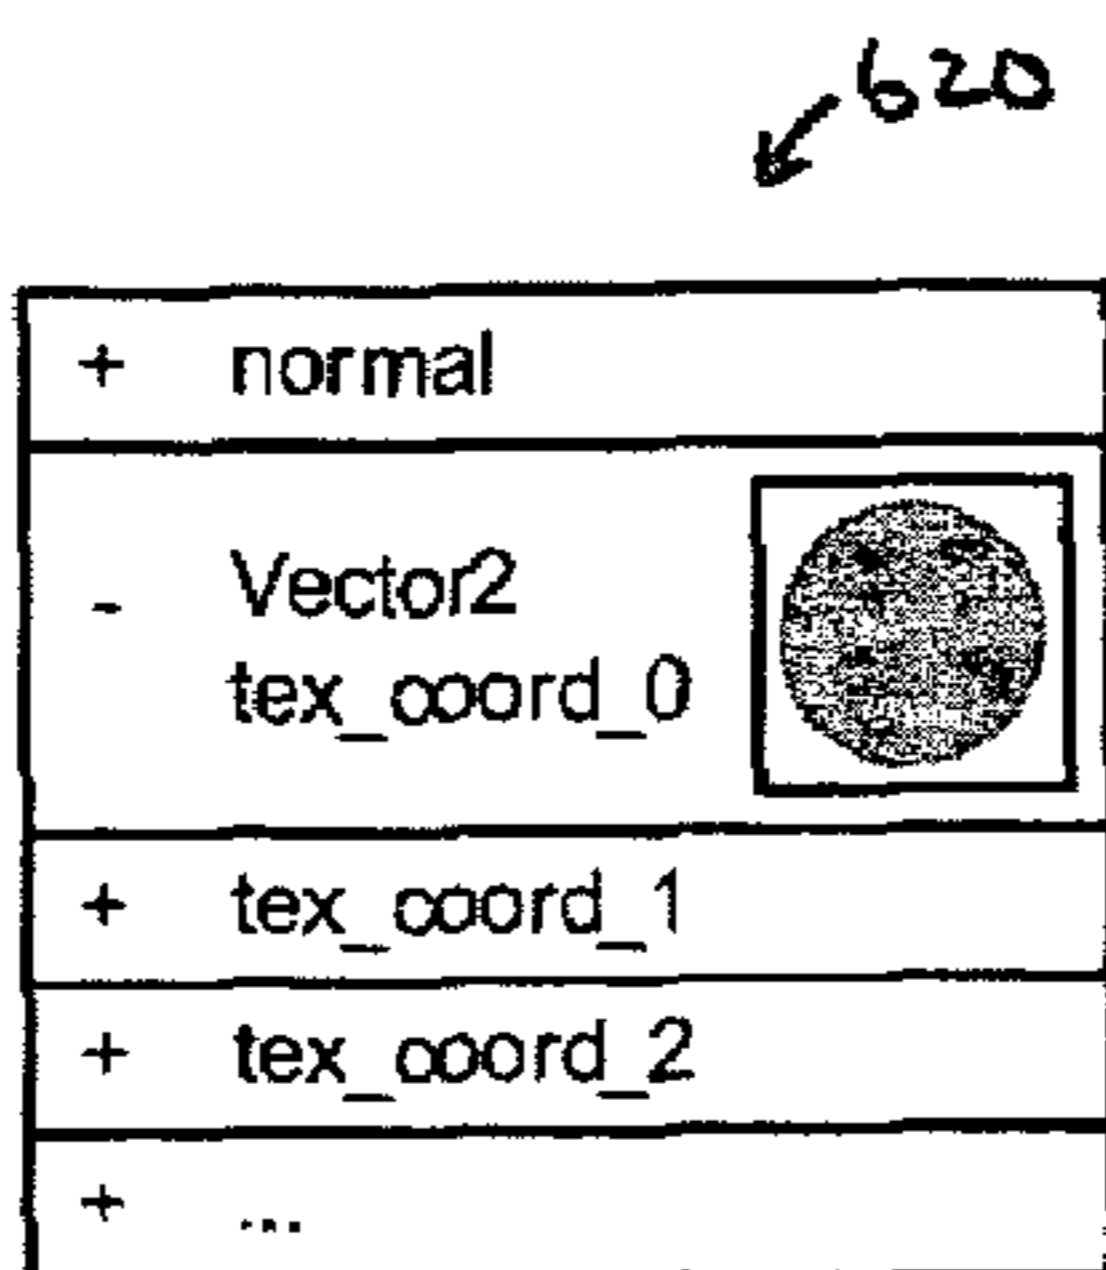 620
+ normal
- Vector2
tex_coord_0
+ tex_coord_1
+ tex_coord_2
+ ...